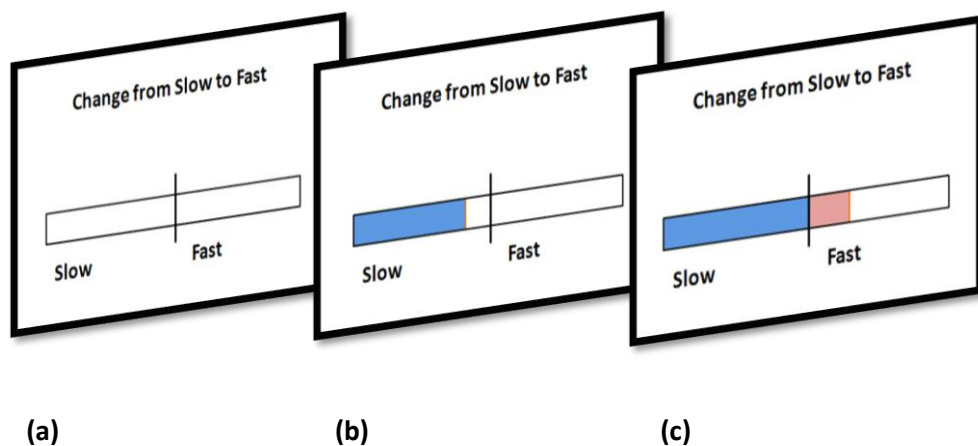 Change from Slow to Fast
Slow
Fast
Change from Slow to Fast
Slow
Fast
Change from Slow to Fast
Slow
Fast
(a)
(b)
(c)